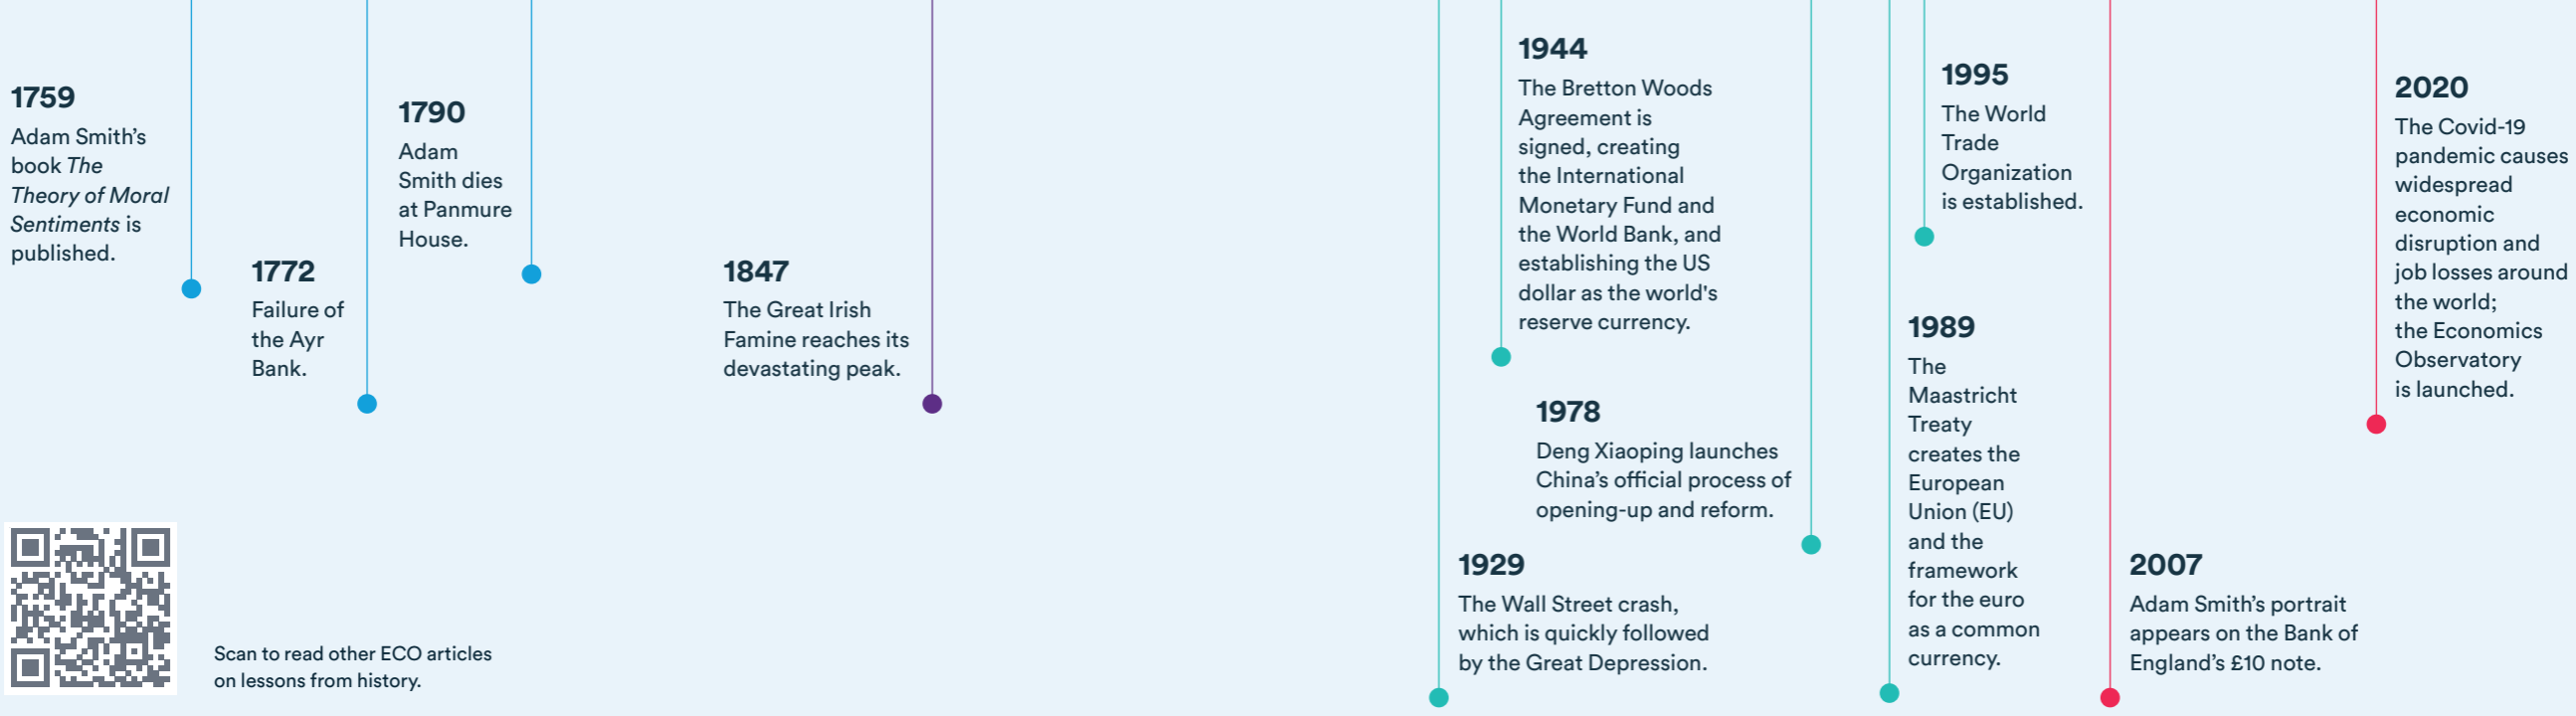 1759
Adam Smith’s
book The
Theory of Moral
Sentiments is
published.
1772
Failure of
the Ayr
Bank.
1790
Adam
Smith dies
at Panmure
House.
1847
The Great Irish
Famine reaches its
devastating peak.
1929
The Wall Street crash,
which is quickly followed
by the Great Depression.
1944
The Bretton Woods
Agreement is
signed, creating
the International
Monetary Fund and
the World Bank, and
establishing the US
dollar as the world's
reserve currency.
1978
Deng Xiaoping launches
China’s official process of
opening-up and reform.
1989
The
Maastricht
Treaty
creates the
European
Union (EU)
and the
framework
for the euro
as a common
currency.
1995
The World
Trade
Organization
is established.
2007
Adam Smith’s portrait
appears on the Bank of
England’s £10 note.
2020
The Covid-19
pandemic causes
widespread
economic
disruption and
job losses around
the world;
the Economics
Observatory
is launched.
Scan to read other ECO articles
on lessons from history.